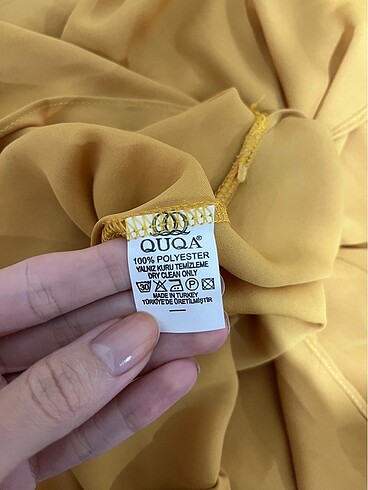 QUQA®
100% POLYESTER
YALNIZ KURU TEMİZLEME
DRY CLEAN ONLY
30 P
MADE IN TURKEY
TÜRKİYE'DE ÜRETİLMİŞTİR